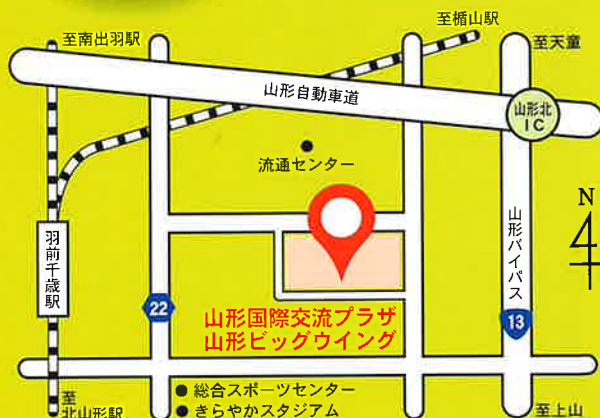 至楯山駅
至南出羽駅
至天童
山形自動車道
山形北
IC
流通センター
N
山形バイパス
羽前千歳駅
22
山形国際交流プラザ
山形ビッグウイング
13
至
北山形駅
総合スポーツセンター
きらやかスタジアム
至上山